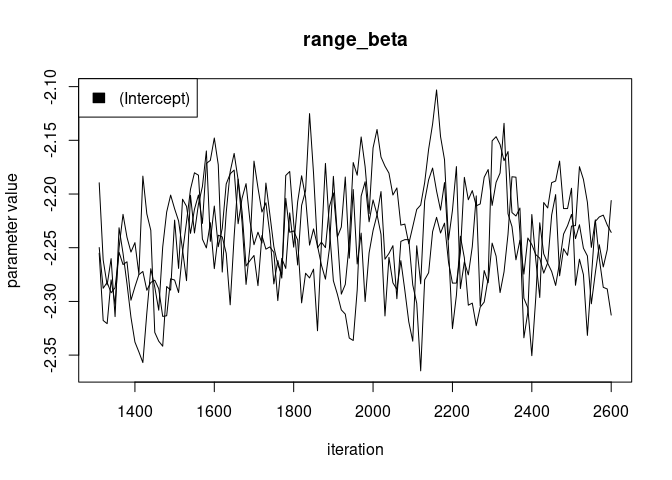 range_beta
(Intercept)
parameter value
-2.10
-2.15
-2.20
-2.25
-2.30
-2.35
1400 1600 1800 2000 2200 2400 2600
iteration